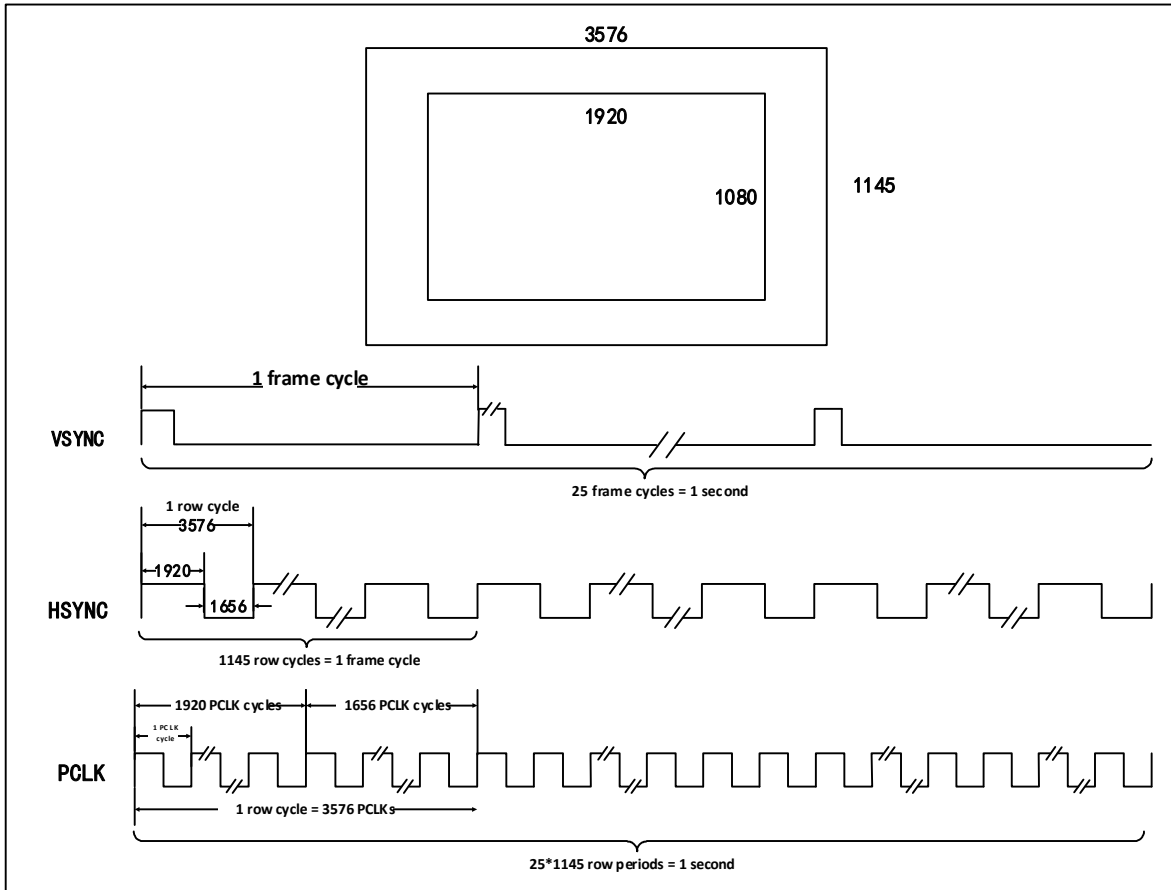 3576
1920
1080
1145
1 frame cycle
VSYNC
25 frame cycles = 1 second
1 row cycle
3576
1920
1656
HSYNC
1145 row cycles = 1 frame cycle
1920 PCLK cycles
1656 PCLK cycles
1 PCLK
cycle
PCLK
1 row cycle = 3576 PCLKs
25*1145 row periods = 1 second